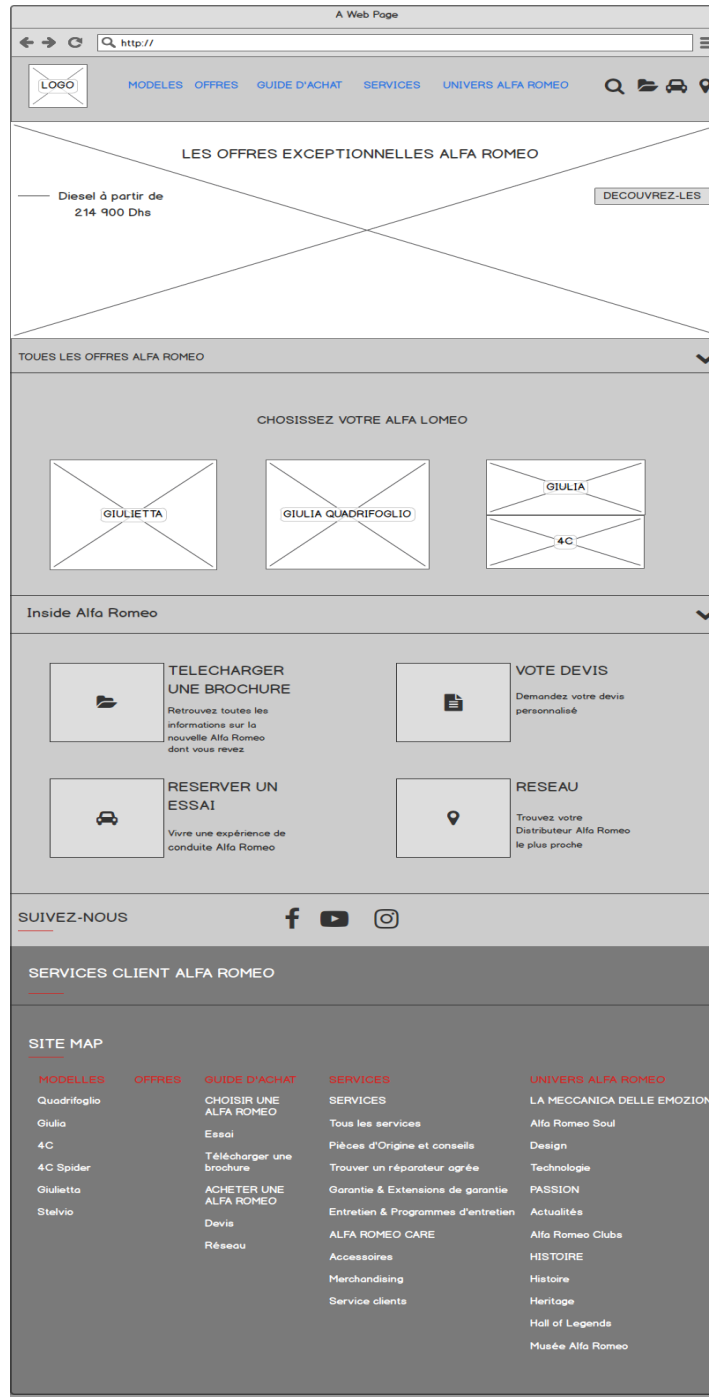 A Web Page
http://
LOGO
MODELES OFFRES GUIDE D'ACHAT SERVICES UNIVERS ALFA ROMEO
LES OFFRES EXCEPTIONNELLES ALFA ROMEO
Diesel à partir de
214 900 Dhs
DECOUVREZ-LES
TOUES LES OFFRES ALFA ROMEO
CHOSISSEZ VOTRE ALFA LOMEO
GIULIETTA
GIULIA QUADRIFOGLIO
GIULIA
4C
Inside Alfa Romeo
TELECHARGER
UNE BROCHURE
Retrouvez toutes les
informations sur la
nouvelle Alfa Romeo
dont vous revez
VOTE DEVIS
Demandez votre devis
personnalisé
RESERVER UN
ESSAI
Vivre une expérience de
conduite Alfa Romeo
RESEAU
Trouvez votre
Distributeur Alfa Romeo
le plus proche
SUIVEZ-NOUS
SERVICES CLIENT ALFA ROMEO
SITE MAP
MODELLES
Quadrifoglio
Giulia
4C
4C Spider
Giulietta
Stelvio
OFFRES
GUIDE D'ACHAT
CHOISIR UNE
ALFA ROMEO
Essai
Télécharger une
brochure
ACHETER UNE
ALFA ROMEO
Devis
Réseau
SERVICES
SERVICES
Tous les services
Pièces d'Origine et conseils
Trouver un réparateur agrée
Garantie & Extensions de garantie
Entretien & Programmes d'entretien
ALFA ROMEO CARE
Accessoires
Merchandising
Service clients
UNIVERS ALFA ROMEO
LA MECCANICA DELLE EMOZION
Alfa Romeo Soul
Design
Technologie
PASSION
Actualités
Alfa Romeo Clubs
HISTOIRE
Histoire
Heritage
Hall of Legends
Musée Alfa Romeo